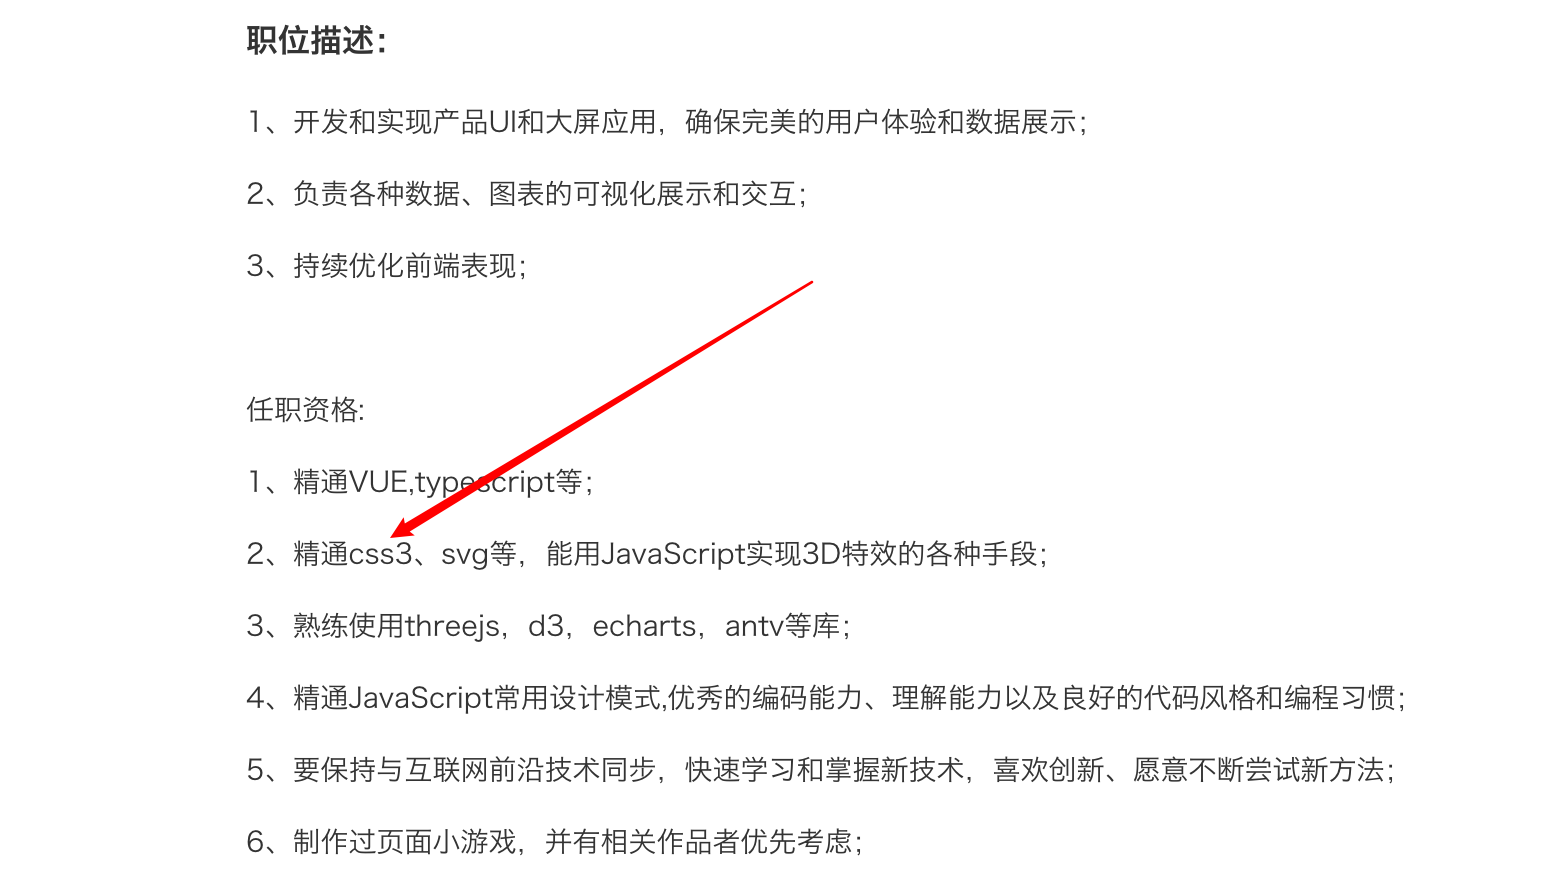 职位描述：
1、开发和实现产品UI和大屏应用，确保完美的用户体验和数据展示；
2、负责各种数据、图表的可视化展示和交互；
3、持续优化前端表现；
任职资格:
1、精通VUE,typescript等；
2、精通css3、svg等，能用JavaScript实现3D特效的各种手段；
3、熟练使用threejs，d3，echarts，antv等库；
4、精通JavaScript常用设计模式,优秀的编码能力、理解能力以及良好的代码风格和编程习惯；
5、要保持与互联网前沿技术同步，快速学习和掌握新技术，喜欢创新、愿意不断尝试新方法；
6、制作过页面小游戏，并有相关作品者优先考虑；